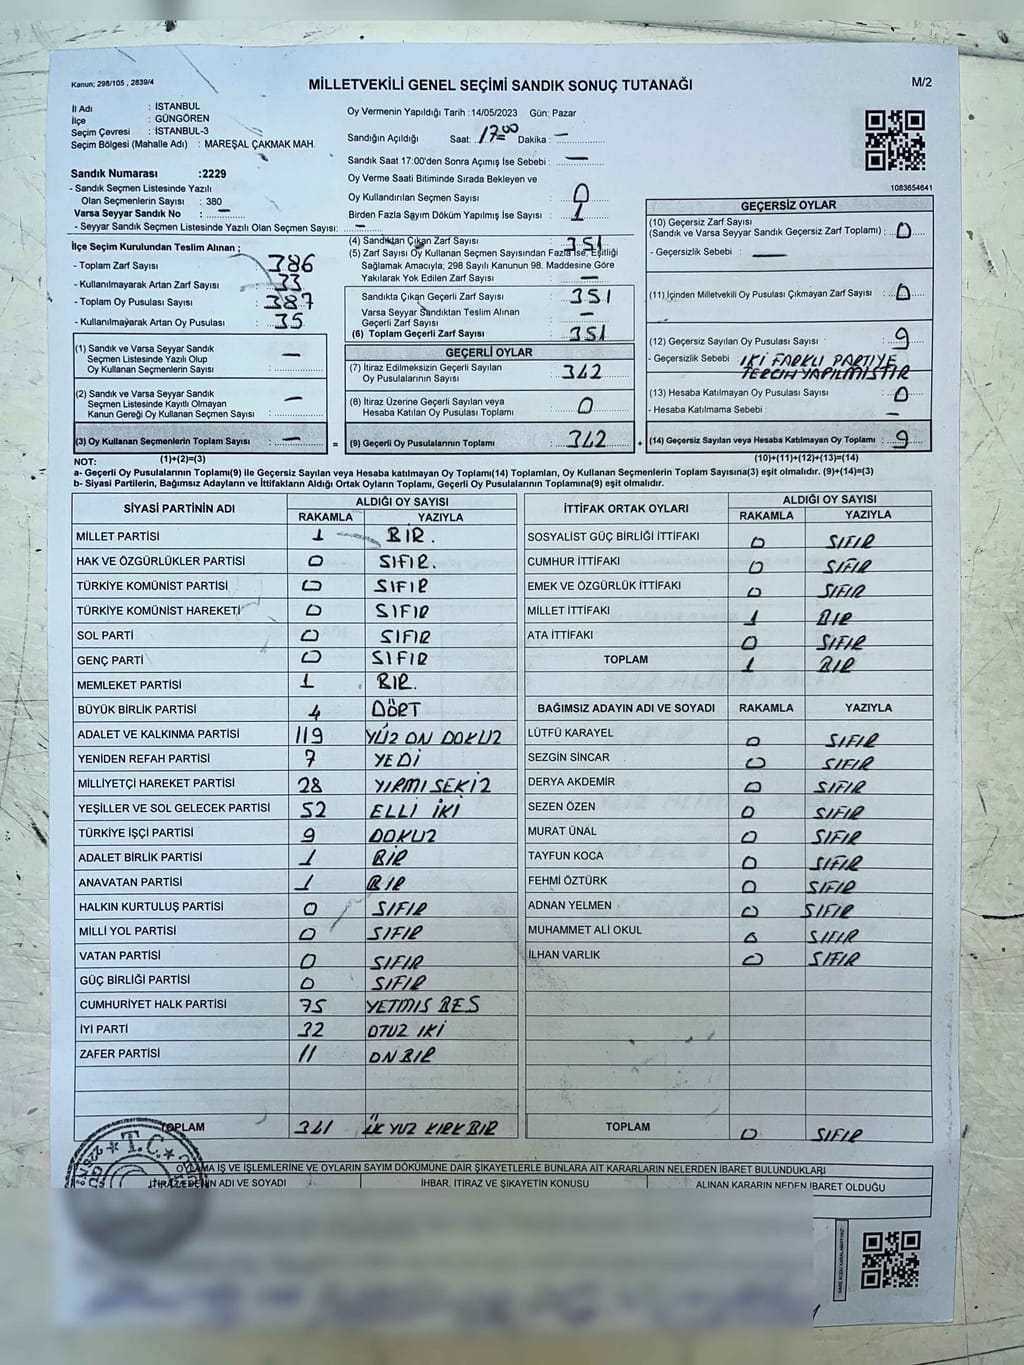 Kanun; 298/105 , 2839/4
MİLLETVEKİLİ GENEL SEÇİMİ SANDIK SONUÇ TUTANAĞI
M/2
İl Adı : İSTANBUL
İlçe : GÜNGÖREN
Seçim Çevresi : İSTANBUL-3
Seçim Bölgesi (Mahalle Adı) : MAREŞAL ÇAKMAK MAH.
Sandık Numarası :2229
- Sandık Seçmen Listesinde Yazılı
Olan Seçmenlerin Sayısı : 380
Varsa Seyyar Sandık No : —
- Seyyar Sandık Seçmen Listesinde Yazılı Olan Seçmen Sayısı: —
Oy Vermenin Yapıldığı Tarih :14/05/2023 Gün: Pazar
Sandığın Açıldığı Saat: 17:00 Dakika : —
Sandık Saat 17:00'den Sonra Açımış İse Sebebi : —
Oy Verme Saati Bitiminde Sırada Bekleyen ve
Oy Kullandırılan Seçmen Sayısı : 0
Birden Fazla Sayım Döküm Yapılmış İse Sayısı : 1
1083654641
İlçe Seçim Kurulundan Teslim Alınan ;
- Toplam Zarf Sayısı : 386
- Kullanılmayarak Artan Zarf Sayısı : 33
- Toplam Oy Pusulası Sayısı : 387
- Kullanılmayarak Artan Oy Pusulası : 35
(1) Sandık ve Varsa Seyyar Sandık
Seçmen Listesinde Yazılı Olup
Oy Kullanan Seçmenlerin Sayısı : —
(2) Sandık ve Varsa Seyyar Sandık
Seçmen Listesinde Kayıtlı Olmayan
Kanun Gereği Oy Kullanan Seçmen Sayısı : —
(3) Oy Kullanan Seçmenlerin Toplam Sayısı : —
(1)+(2)=(3)
(4) Sandıktan Çıkan Zarf Sayısı : 351
(5) Zarf Sayısı Oy Kullanan Seçmen Sayısından Fazla İse, Eşitliği
Sağlamak Amacıyla; 298 Sayılı Kanunun 98. Maddesine Göre
Yakılarak Yok Edilen Zarf Sayısı : —
Sandıkta Çıkan Geçerli Zarf Sayısı : 351
Varsa Seyyar Sandıktan Teslim Alınan
Geçerli Zarf Sayısı : —
(6) Toplam Geçerli Zarf Sayısı : 351
GEÇERLİ OYLAR
(7) İtiraz Edilmeksizin Geçerli Sayılan
Oy Pusulalarının Sayısı : 342
(8) İtiraz Üzerine Geçerli Sayılan veya
Hesaba Katılan Oy Pusulası Toplamı : 0
= (9) Geçerli Oy Pusulalarının Toplamı : 342 +
GEÇERSİZ OYLAR
(10) Geçersiz Zarf Sayısı
(Sandık ve Varsa Seyyar Sandık Geçersiz Zarf Toplamı) : 0
- Geçersizlik Sebebi : —
(11) İçinden Milletvekili Oy Pusulası Çıkmayan Zarf Sayısı : 0
(12) Geçersiz Sayılan Oy Pusulası Sayısı : 9
- Geçersizlik Sebebi : İKİ FARKLI PARTİYE
TERCİH YAPILMIŞTIR
(13) Hesaba Katılmayan Oy Pusulası Sayısı : 0
- Hesaba Katılmama Sebebi : —
(14) Geçersiz Sayılan veya Hesaba Katılmayan Oy Toplamı : 9
(10)+(11)+(12)+(13)=(14)
NOT:
a- Geçerli Oy Pusulalarının Toplamı(9) ile Geçersiz Sayılan veya Hesaba katılmayan Oy Toplamı(14) Toplamları, Oy Kullanan Seçmenlerin Toplam Sayısına(3) eşit olmalıdır. (9)+(14)=(3)
b- Siyasi Partilerin, Bağımsız Adayların ve İttifakların Aldığı Ortak Oyların Toplamı, Geçerli Oy Pusulalarının Toplamına(9) eşit olmalıdır.
SİYASİ PARTİNİN ADI ALDIĞI OY SAYISI
RAKAMLA YAZIYLA
MİLLET PARTİSİ 1 BİR.
HAK VE ÖZGÜRLÜKLER PARTİSİ 0 SIFIR.
TÜRKİYE KOMÜNİST PARTİSİ 0 SIFIR
TÜRKİYE KOMÜNİST HAREKETİ 0 SIFIR
SOL PARTİ 0 SIFIR
GENÇ PARTİ 0 SIFIR
MEMLEKET PARTİSİ 1 BIR.
BÜYÜK BİRLİK PARTİSİ 4 DÖRT
ADALET VE KALKINMA PARTİSİ 119 YÜZ ON DOKUZ
YENİDEN REFAH PARTİSİ 7 YEDİ
MİLLİYETÇİ HAREKET PARTİSİ 28 YIRMI SEKİZ
YEŞİLLER VE SOL GELECEK PARTİSİ 52 ELLİ İKİ
TÜRKİYE İŞÇİ PARTİSİ 9 DOKUZ
ADALET BİRLİK PARTİSİ 1 BİR
ANAVATAN PARTİSİ 1 BIR
HALKIN KURTULUŞ PARTİSİ 0 SIFIR
MİLLİ YOL PARTİSİ 0 SIFIR
VATAN PARTİSİ 0 SIFIR
GÜÇ BİRLİĞİ PARTİSİ 0 SIFIR
CUMHURİYET HALK PARTİSİ 75 YETMIS BES
İYİ PARTİ 32 OTUZ IKİ
ZAFER PARTİSİ 11 ON BIR
TOPLAM 341 ÜÇ YUZ KIRK BIR
İTTİFAK ORTAK OYLARI ALDIĞI OY SAYISI
RAKAMLA YAZIYLA
SOSYALİST GÜÇ BİRLİĞİ İTTİFAKI 0 SIFIR
CUMHUR İTTİFAKI 0 SIFIR
EMEK VE ÖZGÜRLÜK İTTİFAKI 0 SIFIR
MİLLET İTTİFAKI 1 BIR
ATA İTTİFAKI 0 SIFIR
TOPLAM 1 BIR
BAĞIMSIZ ADAYIN ADI VE SOYADI RAKAMLA YAZIYLA
LÜTFÜ KARAYEL 0 SIFIR
SEZGİN SİNCAR 0 SIFIR
DERYA AKDEMİR 0 SIFIR
SEZEN ÖZEN 0 SIFIR
MURAT ÜNAL 0 SIFIR
TAYFUN KOCA 0 SIFIR
FEHMİ ÖZTÜRK 0 SIFIR
ADNAN YELMEN 0 SIFIR
MUHAMMET ALİ OKUL 0 SIFIR
İLHAN VARLIK 0 SIFIR
TOPLAM 0 SIFIR
T.C.
OYLAMA İŞ VE İŞLEMLERİNE VE OYLARIN SAYIM DÖKÜMÜNE DAİR ŞİKAYETLERLE BUNLARA AİT KARARLARIN NELERDEN İBARET BULUNDUKLARI
İTİRAZ EDENİN ADI VE SOYADI İHBAR, İTİRAZ VE ŞİKAYETİN KONUSU ALINAN KARARIN NEDEN İBARET OLDUĞU